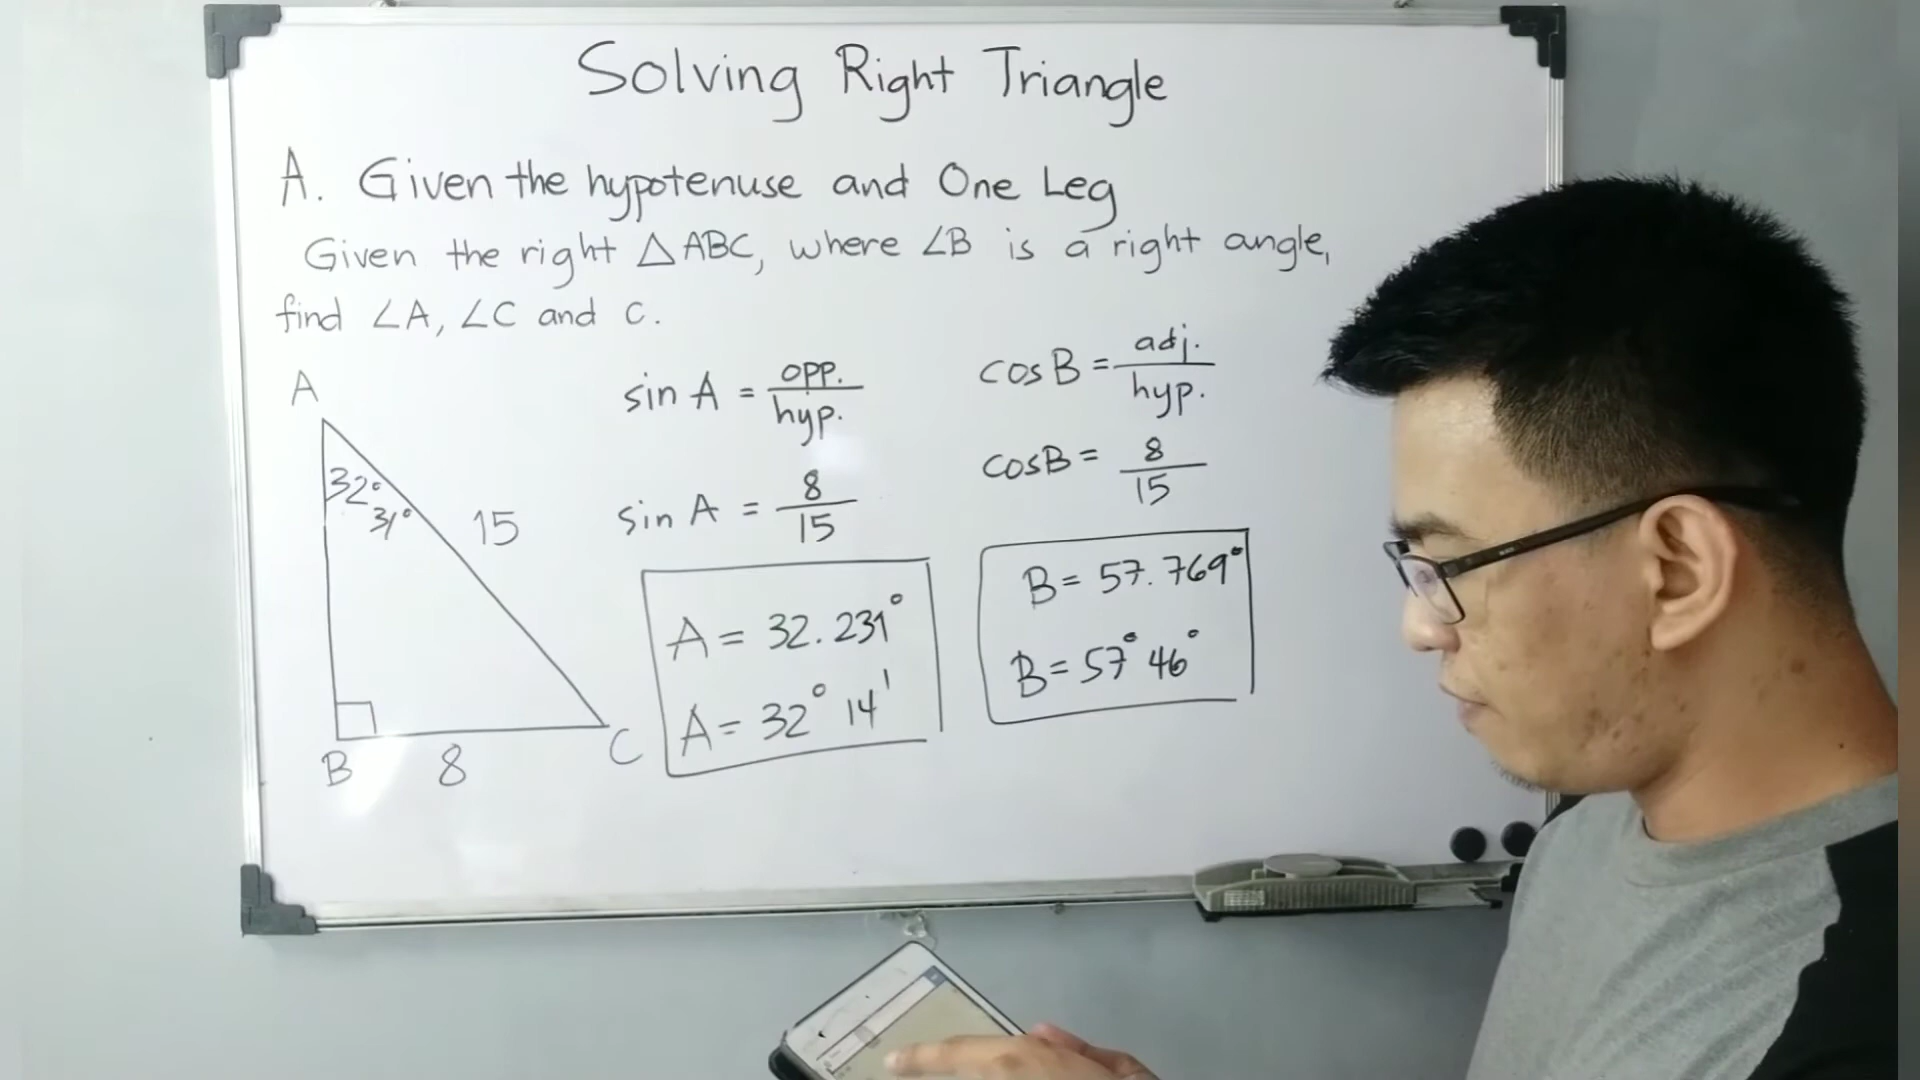 Solving Right Triangle
A. Given the hypotenuse and One Leg
Given the right △ABC, where ∠B is a right angle,
find ∠A, ∠C and c.
A
32°
31°
15
B
8
C
sin A = opp./hyp.
sin A = 8/15
A = 32.231°
A = 32° 14'
cos B = adj./hyp.
cosB = 8/15
B = 57.769°
B = 57° 46°